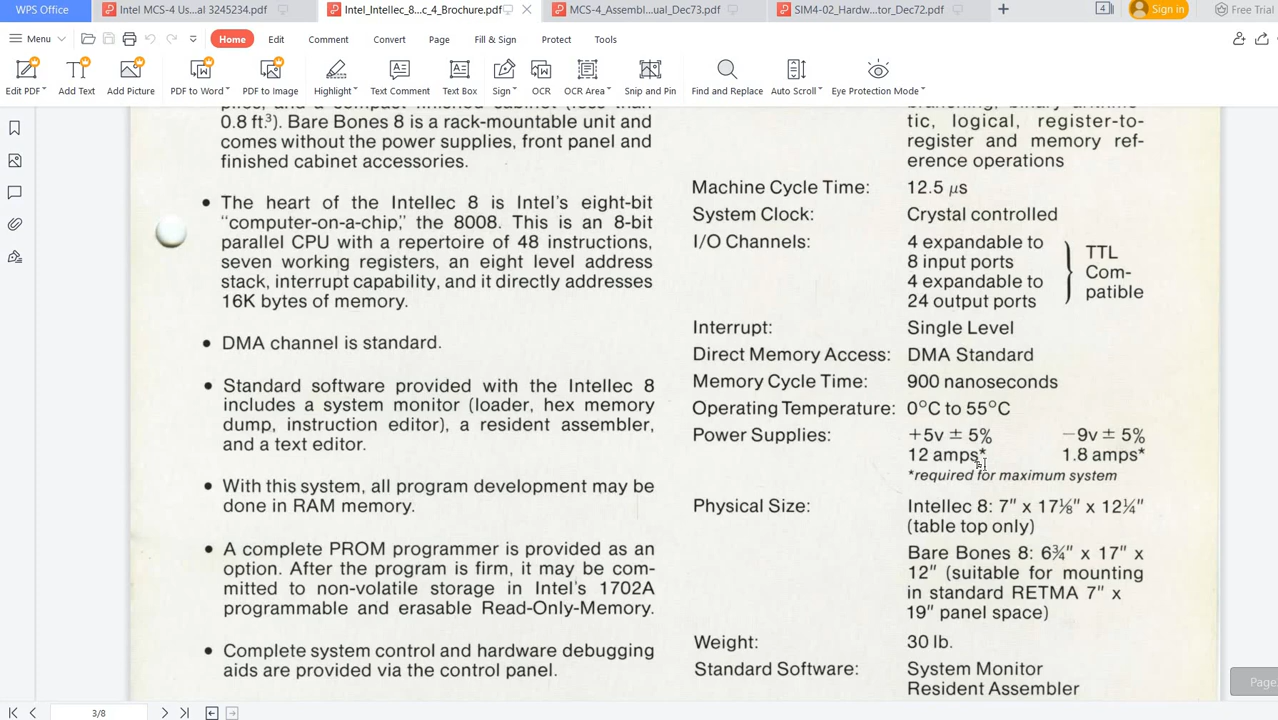 WPS Office
Intel MCS-4 Us...al 3245234.pdf
Intel_Intellec_8...c_4_Brochure.pdf
MCS-4_Assembl...ual_Dec73.pdf
SIM4-02_Hardw...tor_Dec72.pdf
4
Sign in
Free Trial
Menu
Home
Edit
Comment
Convert
Page
Fill & Sign
Protect
Tools
Edit PDF
Add Text
Add Picture
PDF to Word
PDF to Image
Highlight
Text Comment
Text Box
Sign
OCR
OCR Area
Snip and Pin
Find and Replace
Auto Scroll
Eye Protection Mode
plies, and a compact finished cabinet (less than
0.8 ft.³). Bare Bones 8 is a rack-mountable unit and
comes without the power supplies, front panel and
finished cabinet accessories.
• The heart of the Intellec 8 is Intel's eight-bit
"computer-on-a-chip," the 8008. This is an 8-bit
parallel CPU with a repertoire of 48 instructions,
seven working registers, an eight level address
stack, interrupt capability, and it directly addresses
16K bytes of memory.
• DMA channel is standard.
• Standard software provided with the Intellec 8
includes a system monitor (loader, hex memory
dump, instruction editor), a resident assembler,
and a text editor.
• With this system, all program development may be
done in RAM memory.
• A complete PROM programmer is provided as an
option. After the program is firm, it may be com-
mitted to non-volatile storage in Intel's 1702A
programmable and erasable Read-Only-Memory.
• Complete system control and hardware debugging
aids are provided via the control panel.
branching, binary arithme-
tic, logical, register-to-
register and memory ref-
erence operations
Machine Cycle Time: 12.5 μs
System Clock: Crystal controlled
I/O Channels: 4 expandable to
8 input ports
4 expandable to
24 output ports
TTL
Com-
patible
Interrupt: Single Level
Direct Memory Access: DMA Standard
Memory Cycle Time: 900 nanoseconds
Operating Temperature: 0°C to 55°C
Power Supplies: +5v ± 5% −9v ± 5%
12 amps* 1.8 amps*
*required for maximum system
Physical Size: Intellec 8: 7" x 17⅛" x 12¼"
(table top only)
Bare Bones 8: 6¾" x 17" x
12" (suitable for mounting
in standard RETMA 7" x
19" panel space)
Weight: 30 lb.
Standard Software: System Monitor
Resident Assembler
Page
3/8